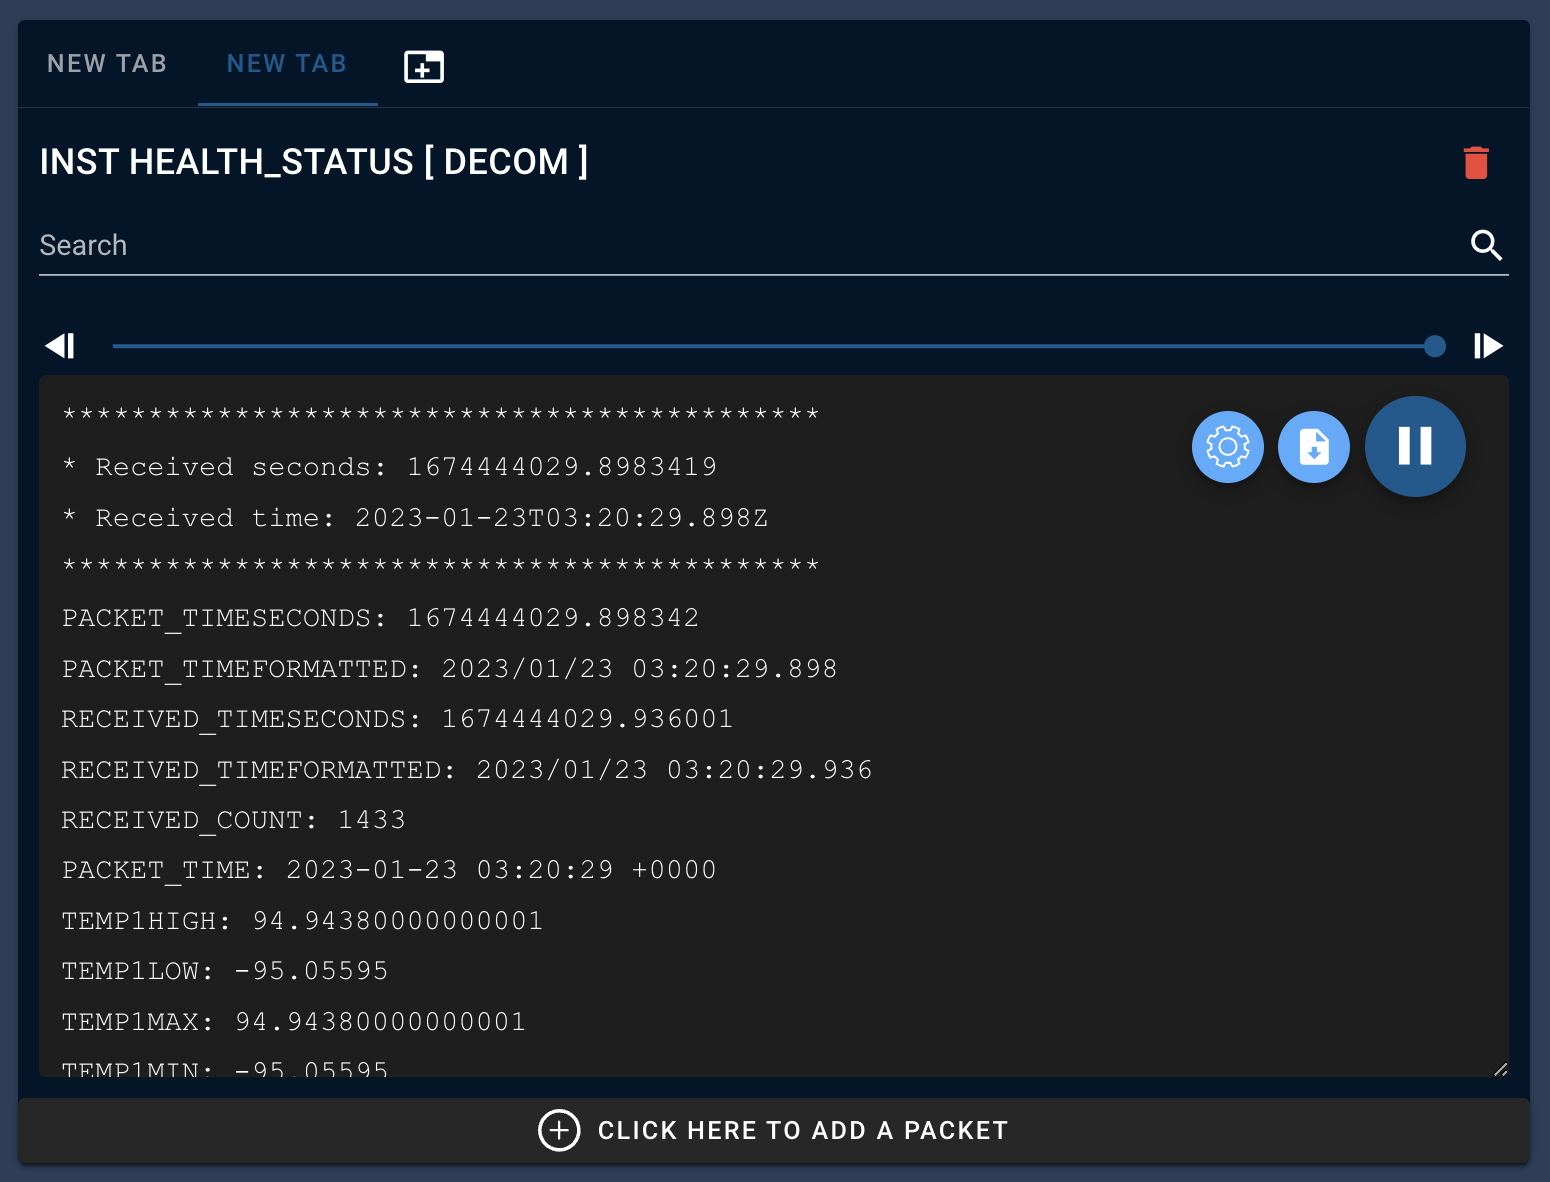 NEW TAB NEW TAB
INST HEALTH_STATUS [ DECOM ]
Search
********************************************
* Received seconds: 1674444029.8983419
* Received time: 2023-01-23T03:20:29.898Z
********************************************
PACKET_TIMESECONDS: 1674444029.898342
PACKET_TIMEFORMATTED: 2023/01/23 03:20:29.898
RECEIVED_TIMESECONDS: 1674444029.936001
RECEIVED_TIMEFORMATTED: 2023/01/23 03:20:29.936
RECEIVED_COUNT: 1433
PACKET_TIME: 2023-01-23 03:20:29 +0000
TEMP1HIGH: 94.94380000000001
TEMP1LOW: -95.05595
TEMP1MAX: 94.94380000000001
TEMP1MIN: -95.05595
CLICK HERE TO ADD A PACKET